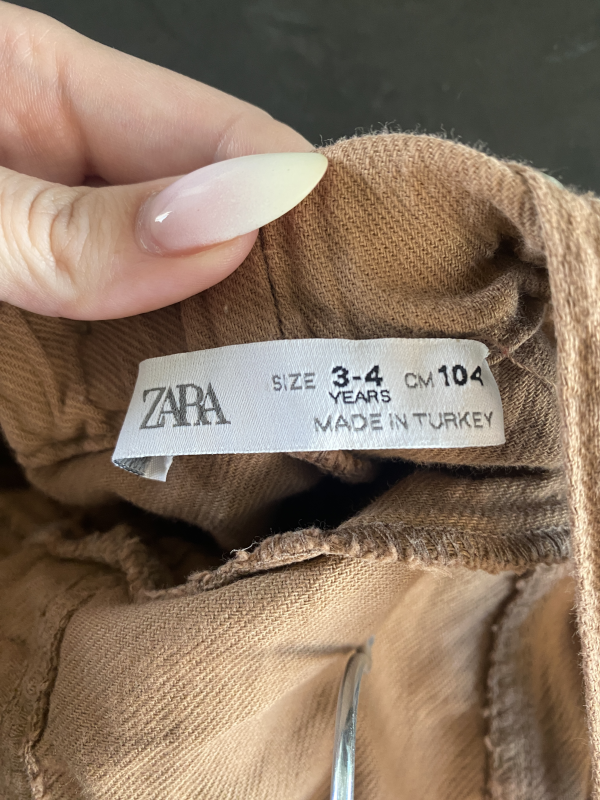 ZARA
SIZE 3-4 CM 104
YEARS
MADE IN TURKEY